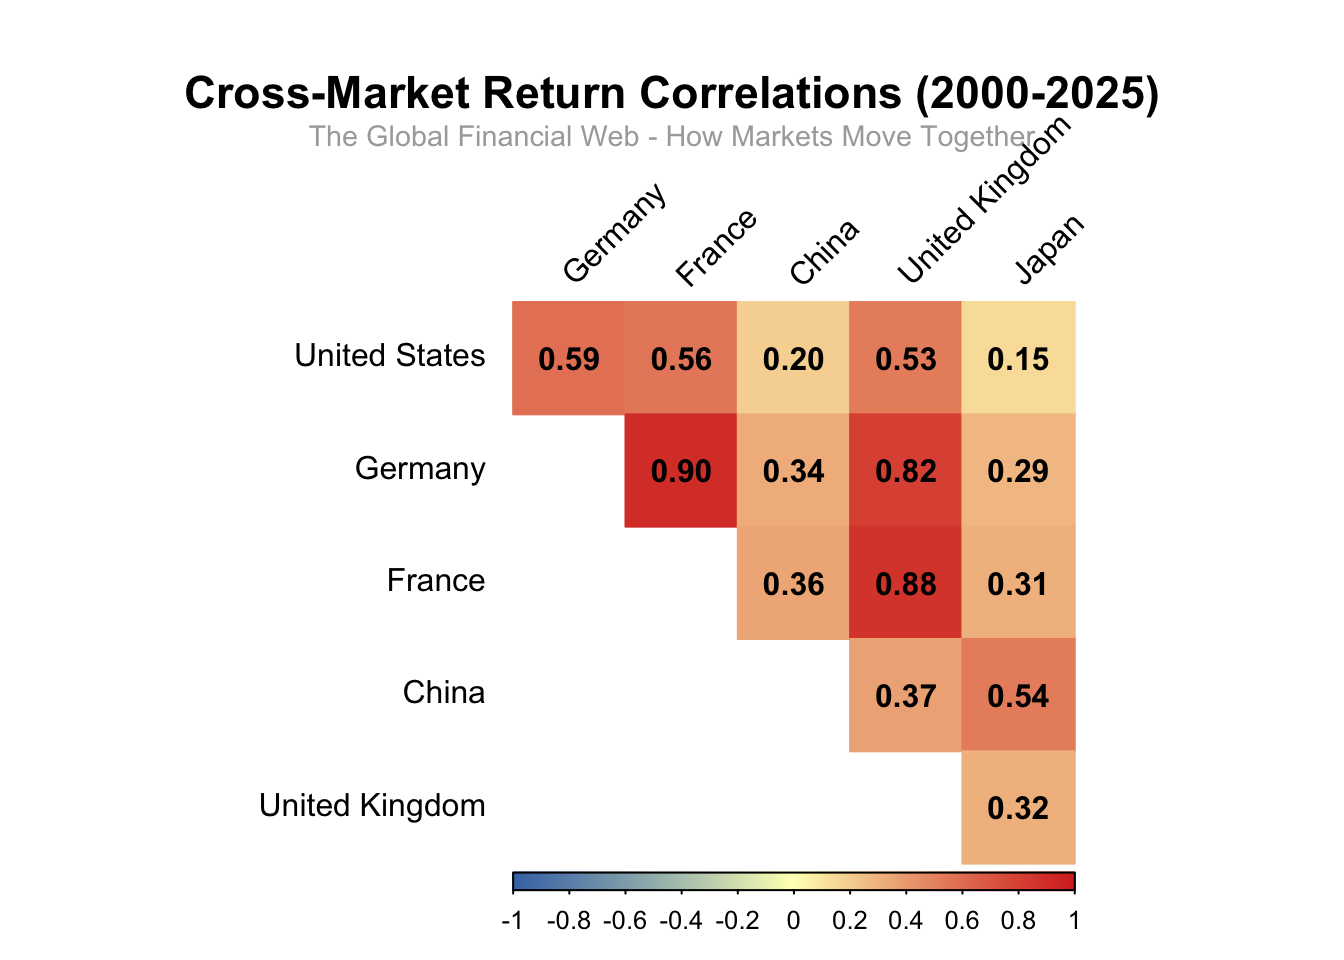 Cross-Market Return Correlations (2000-2025)
The Global Financial Web - How Markets Move Together
Germany France China United Kingdom Japan
United States 0.59 0.56 0.20 0.53 0.15
Germany 0.90 0.34 0.82 0.29
France 0.36 0.88 0.31
China 0.37 0.54
United Kingdom 0.32
-1 -0.8 -0.6 -0.4 -0.2 0 0.2 0.4 0.6 0.8 1